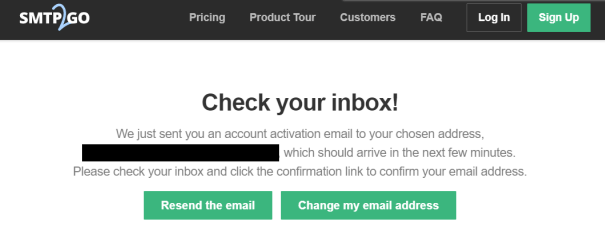 SMTP2GO Pricing Product Tour Customers FAQ Log In Sign Up
Check your inbox!
We just sent you an account activation email to your chosen address,
which should arrive in the next few minutes.
Please check your inbox and click the confirmation link to confirm your email address.
Resend the email Change my email address